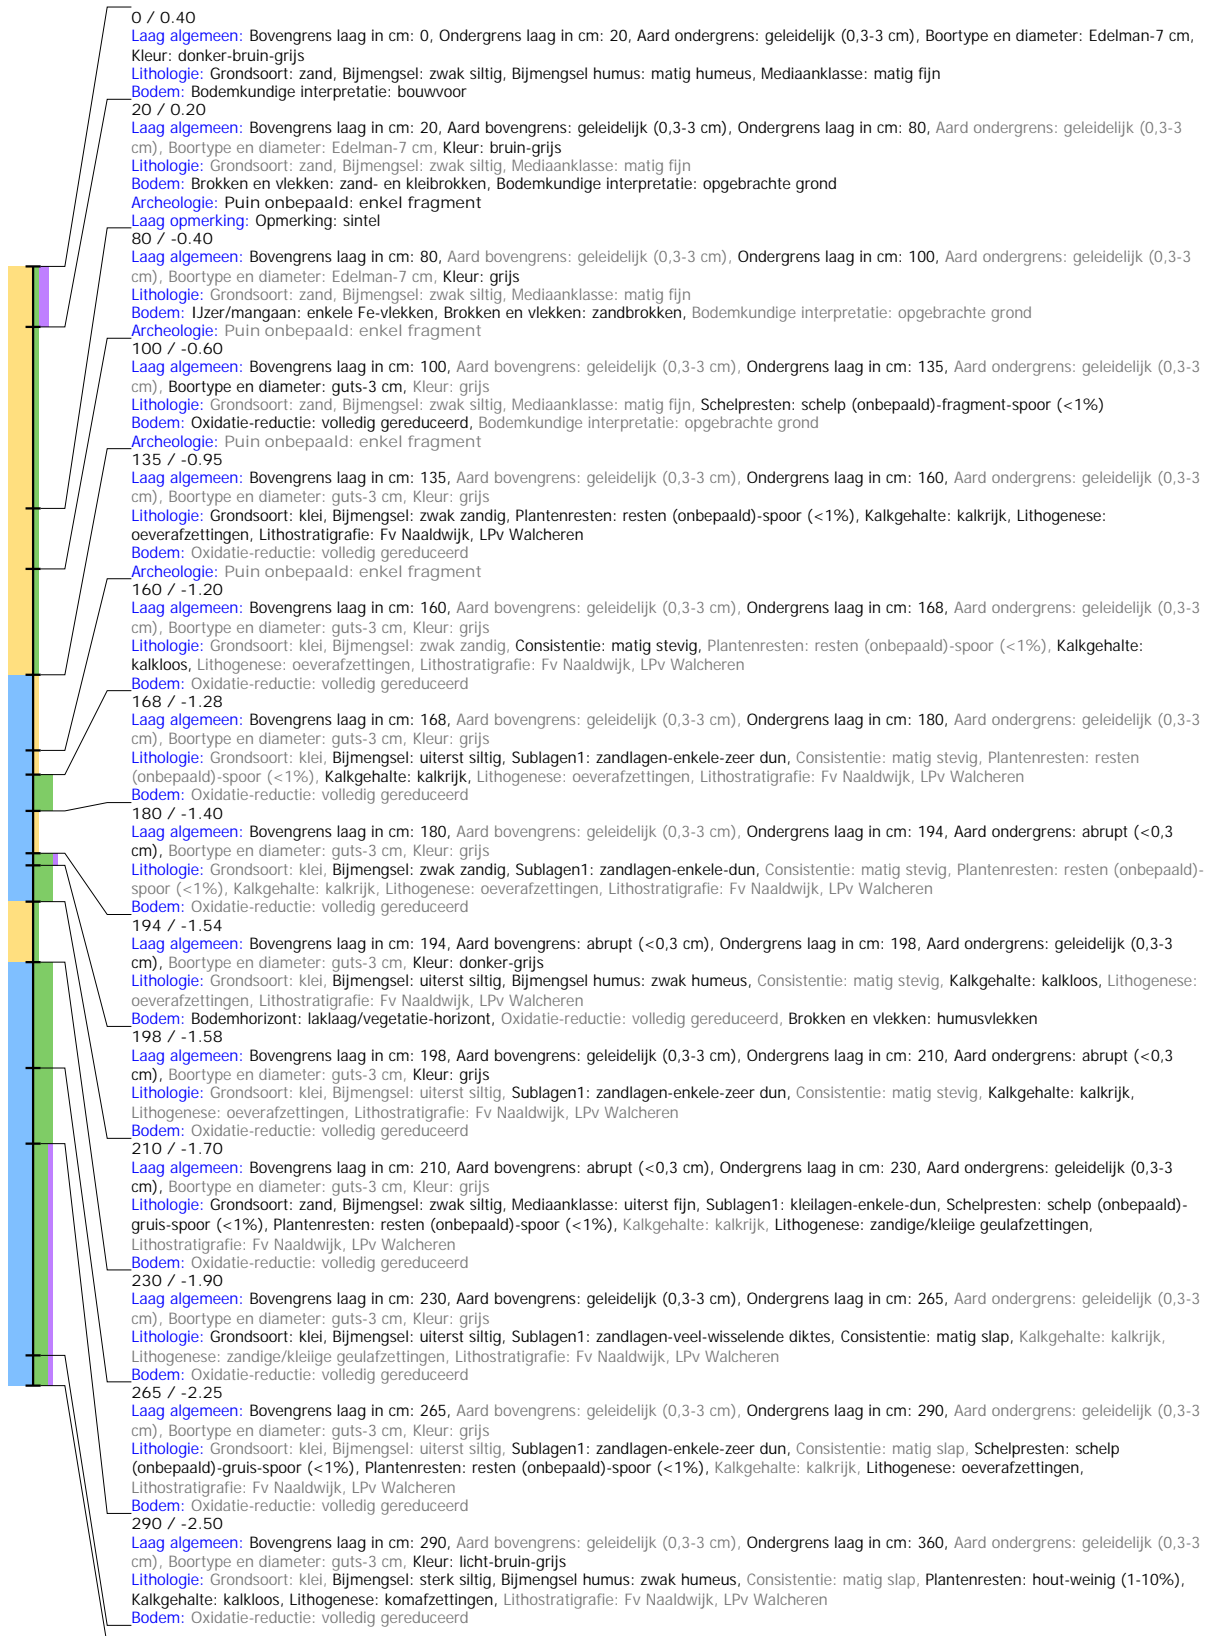 0 / 0.40
Laag algemeen: Bovengrens laag in cm: 0, Ondergrens laag in cm: 20, Aard ondergrens: geleidelijk (0,3-3 cm), Boortype en diameter: Edelman-7 cm,
Kleur: donker-bruin-grijs
Lithologie: Grondsoort: zand, Bijmengsel: zwak siltig, Bijmengsel humus: matig humeus, Mediaanklasse: matig fijn
Bodem: Bodemkundige interpretatie: bouwvoor
20 / 0.20
Laag algemeen: Bovengrens laag in cm: 20, Aard bovengrens: geleidelijk (0,3-3 cm), Ondergrens laag in cm: 80, Aard ondergrens: geleidelijk (0,3-3
cm), Boortype en diameter: Edelman-7 cm, Kleur: bruin-grijs
Lithologie: Grondsoort: zand, Bijmengsel: zwak siltig, Mediaanklasse: matig fijn
Bodem: Brokken en vlekken: zand- en kleibrokken, Bodemkundige interpretatie: opgebrachte grond
Archeologie: Puin onbepaald: enkel fragment
Laag opmerking: Opmerking: sintel
80 / -0.40
Laag algemeen: Bovengrens laag in cm: 80, Aard bovengrens: geleidelijk (0,3-3 cm), Ondergrens laag in cm: 100, Aard ondergrens: geleidelijk (0,3-3
cm), Boortype en diameter: Edelman-7 cm, Kleur: grijs
Lithologie: Grondsoort: zand, Bijmengsel: zwak siltig, Mediaanklasse: matig fijn
Bodem: IJzer/mangaan: enkele Fe-vlekken, Brokken en vlekken: zandbrokken, Bodemkundige interpretatie: opgebrachte grond
Archeologie: Puin onbepaald: enkel fragment
100 / -0.60
Laag algemeen: Bovengrens laag in cm: 100, Aard bovengrens: geleidelijk (0,3-3 cm), Ondergrens laag in cm: 135, Aard ondergrens: geleidelijk (0,3-3
cm), Boortype en diameter: guts-3 cm, Kleur: grijs
Lithologie: Grondsoort: zand, Bijmengsel: zwak siltig, Mediaanklasse: matig fijn, Schelpresten: schelp (onbepaald)-fragment-spoor (<1%)
Bodem: Oxidatie-reductie: volledig gereduceerd, Bodemkundige interpretatie: opgebrachte grond
Archeologie: Puin onbepaald: enkel fragment
135 / -0.95
Laag algemeen: Bovengrens laag in cm: 135, Aard bovengrens: geleidelijk (0,3-3 cm), Ondergrens laag in cm: 160, Aard ondergrens: geleidelijk (0,3-3
cm), Boortype en diameter: guts-3 cm, Kleur: grijs
Lithologie: Grondsoort: klei, Bijmengsel: zwak zandig, Plantenresten: resten (onbepaald)-spoor (<1%), Kalkgehalte: kalkrijk, Lithogenese:
oeverafzettingen, Lithostratigrafie: Fv Naaldwijk, LPv Walcheren
Bodem: Oxidatie-reductie: volledig gereduceerd
Archeologie: Puin onbepaald: enkel fragment
160 / -1.20
Laag algemeen: Bovengrens laag in cm: 160, Aard bovengrens: geleidelijk (0,3-3 cm), Ondergrens laag in cm: 168, Aard ondergrens: geleidelijk (0,3-3
cm), Boortype en diameter: guts-3 cm, Kleur: grijs
Lithologie: Grondsoort: klei, Bijmengsel: zwak zandig, Consistentie: matig stevig, Plantenresten: resten (onbepaald)-spoor (<1%), Kalkgehalte:
kalkloos, Lithogenese: oeverafzettingen, Lithostratigrafie: Fv Naaldwijk, LPv Walcheren
Bodem: Oxidatie-reductie: volledig gereduceerd
168 / -1.28
Laag algemeen: Bovengrens laag in cm: 168, Aard bovengrens: geleidelijk (0,3-3 cm), Ondergrens laag in cm: 180, Aard ondergrens: geleidelijk (0,3-3
cm), Boortype en diameter: guts-3 cm, Kleur: grijs
Lithologie: Grondsoort: klei, Bijmengsel: uiterst siltig, Sublagen1: zandlagen-enkele-zeer dun, Consistentie: matig stevig, Plantenresten: resten
(onbepaald)-spoor (<1%), Kalkgehalte: kalkrijk, Lithogenese: oeverafzettingen, Lithostratigrafie: Fv Naaldwijk, LPv Walcheren
Bodem: Oxidatie-reductie: volledig gereduceerd
180 / -1.40
Laag algemeen: Bovengrens laag in cm: 180, Aard bovengrens: geleidelijk (0,3-3 cm), Ondergrens laag in cm: 194, Aard ondergrens: abrupt (<0,3
cm), Boortype en diameter: guts-3 cm, Kleur: grijs
Lithologie: Grondsoort: klei, Bijmengsel: zwak zandig, Sublagen1: zandlagen-enkele-dun, Consistentie: matig stevig, Plantenresten: resten (onbepaald)-
spoor (<1%), Kalkgehalte: kalkrijk, Lithogenese: oeverafzettingen, Lithostratigrafie: Fv Naaldwijk, LPv Walcheren
Bodem: Oxidatie-reductie: volledig gereduceerd
194 / -1.54
Laag algemeen: Bovengrens laag in cm: 194, Aard bovengrens: abrupt (<0,3 cm), Ondergrens laag in cm: 198, Aard ondergrens: geleidelijk (0,3-3
cm), Boortype en diameter: guts-3 cm, Kleur: donker-grijs
Lithologie: Grondsoort: klei, Bijmengsel: uiterst siltig, Bijmengsel humus: zwak humeus, Consistentie: matig stevig, Kalkgehalte: kalkloos, Lithogenese:
oeverafzettingen, Lithostratigrafie: Fv Naaldwijk, LPv Walcheren
Bodem: Bodemhorizont: laklaag/vegetatie-horizont, Oxidatie-reductie: volledig gereduceerd, Brokken en vlekken: humusvlekken
198 / -1.58
Laag algemeen: Bovengrens laag in cm: 198, Aard bovengrens: geleidelijk (0,3-3 cm), Ondergrens laag in cm: 210, Aard ondergrens: abrupt (<0,3
cm), Boortype en diameter: guts-3 cm, Kleur: grijs
Lithologie: Grondsoort: klei, Bijmengsel: uiterst siltig, Sublagen1: zandlagen-enkele-zeer dun, Consistentie: matig stevig, Kalkgehalte: kalkrijk,
Lithogenese: oeverafzettingen, Lithostratigrafie: Fv Naaldwijk, LPv Walcheren
Bodem: Oxidatie-reductie: volledig gereduceerd
210 / -1.70
Laag algemeen: Bovengrens laag in cm: 210, Aard bovengrens: abrupt (<0,3 cm), Ondergrens laag in cm: 230, Aard ondergrens: geleidelijk (0,3-3
cm), Boortype en diameter: guts-3 cm, Kleur: grijs
Lithologie: Grondsoort: zand, Bijmengsel: zwak siltig, Mediaanklasse: uiterst fijn, Sublagen1: kleilagen-enkele-dun, Schelpresten: schelp (onbepaald)-
gruis-spoor (<1%), Plantenresten: resten (onbepaald)-spoor (<1%), Kalkgehalte: kalkrijk, Lithogenese: zandige/kleiige geulafzettingen,
Lithostratigrafie: Fv Naaldwijk, LPv Walcheren
Bodem: Oxidatie-reductie: volledig gereduceerd
230 / -1.90
Laag algemeen: Bovengrens laag in cm: 230, Aard bovengrens: geleidelijk (0,3-3 cm), Ondergrens laag in cm: 265, Aard ondergrens: geleidelijk (0,3-3
cm), Boortype en diameter: guts-3 cm, Kleur: grijs
Lithologie: Grondsoort: klei, Bijmengsel: uiterst siltig, Sublagen1: zandlagen-veel-wisselende diktes, Consistentie: matig slap, Kalkgehalte: kalkrijk,
Lithogenese: zandige/kleiige geulafzettingen, Lithostratigrafie: Fv Naaldwijk, LPv Walcheren
Bodem: Oxidatie-reductie: volledig gereduceerd
265 / -2.25
Laag algemeen: Bovengrens laag in cm: 265, Aard bovengrens: geleidelijk (0,3-3 cm), Ondergrens laag in cm: 290, Aard ondergrens: geleidelijk (0,3-3
cm), Boortype en diameter: guts-3 cm, Kleur: grijs
Lithologie: Grondsoort: klei, Bijmengsel: uiterst siltig, Sublagen1: zandlagen-enkele-zeer dun, Consistentie: matig slap, Schelpresten: schelp
(onbepaald)-gruis-spoor (<1%), Plantenresten: resten (onbepaald)-spoor (<1%), Kalkgehalte: kalkrijk, Lithogenese: oeverafzettingen,
Lithostratigrafie: Fv Naaldwijk, LPv Walcheren
Bodem: Oxidatie-reductie: volledig gereduceerd
290 / -2.50
Laag algemeen: Bovengrens laag in cm: 290, Aard bovengrens: geleidelijk (0,3-3 cm), Ondergrens laag in cm: 360, Aard ondergrens: geleidelijk (0,3-3
cm), Boortype en diameter: guts-3 cm, Kleur: licht-bruin-grijs
Lithologie: Grondsoort: klei, Bijmengsel: sterk siltig, Bijmengsel humus: zwak humeus, Consistentie: matig slap, Plantenresten: hout-weinig (1-10%),
Kalkgehalte: kalkloos, Lithogenese: komafzettingen, Lithostratigrafie: Fv Naaldwijk, LPv Walcheren
Bodem: Oxidatie-reductie: volledig gereduceerd